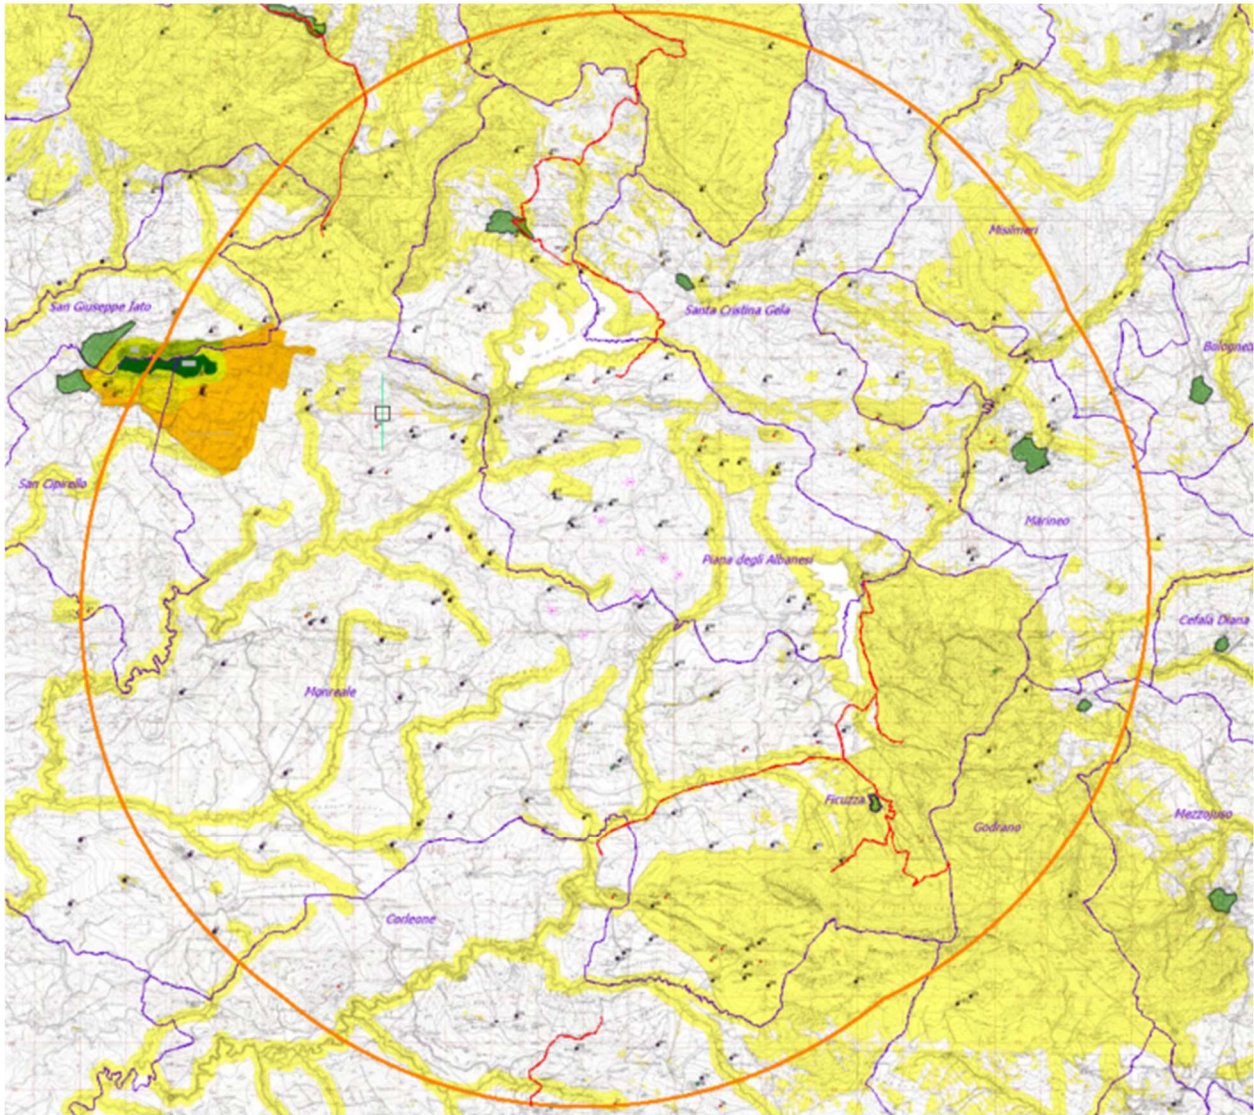 Misilmeri
San Giuseppe Jato
Santa Cristina Gela
San Cipirello
Marineo
Piana degli Albanesi
Cefalà Diana
Monreale
Ficuzza
Mezzojuso
Godrano
Corleone